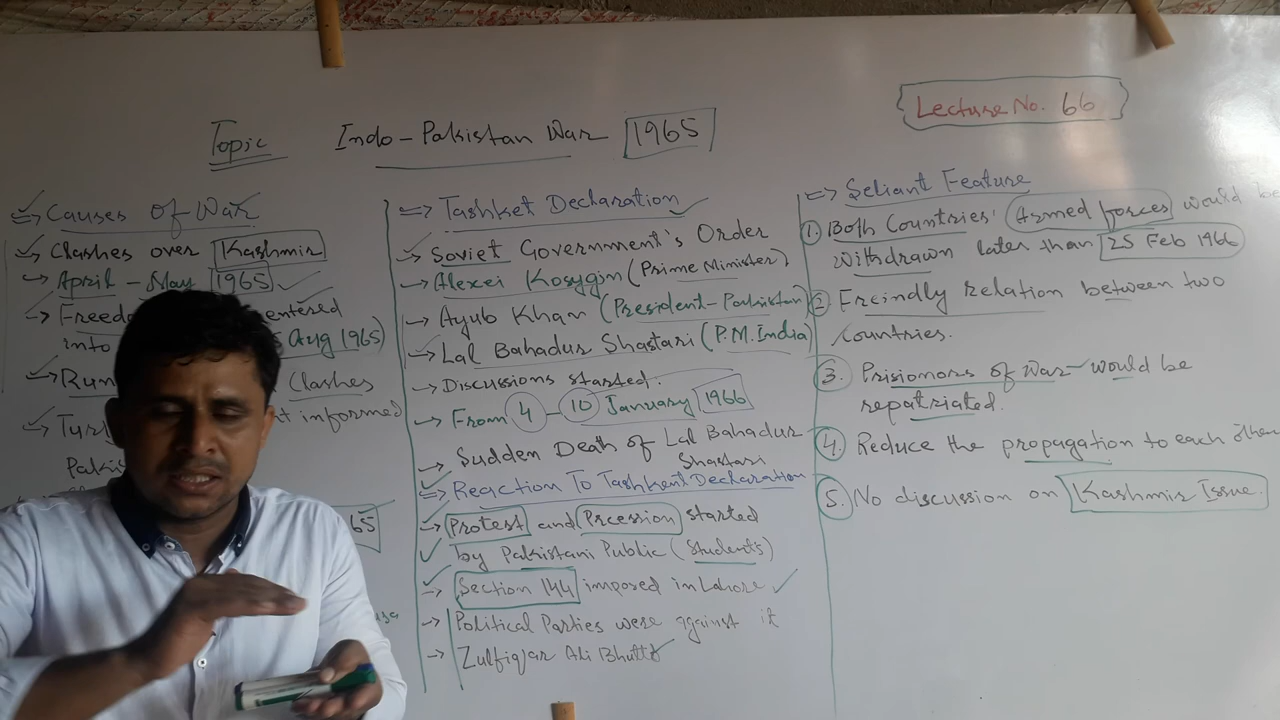 Lecture No. 66
Topic Indo-Pakistan War 1965
=> Causes of War
→ Clashes over Kashmir
→ April - May 1965
→ Freed entered
into Aug 1965)
→ Run Clashes
→ t informed
Pakis
65
=> Tashket Declaration
→ Soviet Government's Order
→ Alexei Kosygin (Prime Minister)
→ Ayub Khan (President-Pakistan)
→ Lal Bahadur Shastari (P.M. India)
→ Discussions started.
→ From 4 - 10 January 1966
→ Sudden Death of Lal Bahadur
Shastari
=> Reaction To Tashkent Declaration
→ Protest and Prcession started
by Pakistani Public (Students)
→ Section 144 imposed in Lahore
→ Political Parties were against it
→ Zulfiqar Ali Bhutto
=> Seliant Feature
1. Both Countries' Armed forces would be
withdrawn later than 25 Feb 1966
2. Freindly relation between two
countries.
3. Prisionors of War would be
repatriated.
4. Reduce the propagation to each other
5. No discussion on Kashmir Issue.